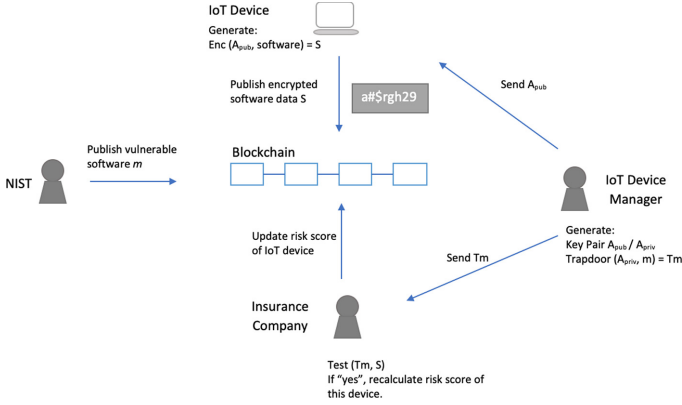 IoT Device
Generate:
Enc (Apub, software) = S
Publish encrypted
software data S
a#$rgh29
Send Apub
Publish vulnerable
software m
NIST
Blockchain
IoT Device
Manager
Generate:
Key Pair Apub / Apriv
Trapdoor (Apriv, m) = Tm
Update risk score
of IoT device
Send Tm
Insurance
Company
Test (Tm, S)
If “yes”, recalculate risk score of
this device.